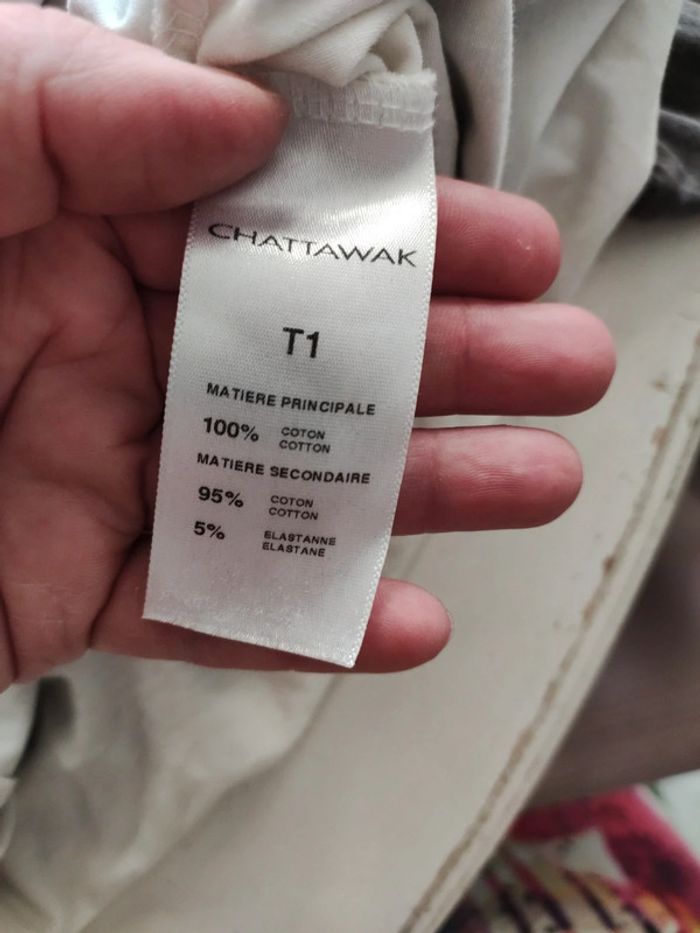 CHATTAWAK
T1
MATIERE PRINCIPALE
100% COTON
COTTON
MATIERE SECONDAIRE
95% COTON
COTTON
5% ELASTANNE
ELASTANE